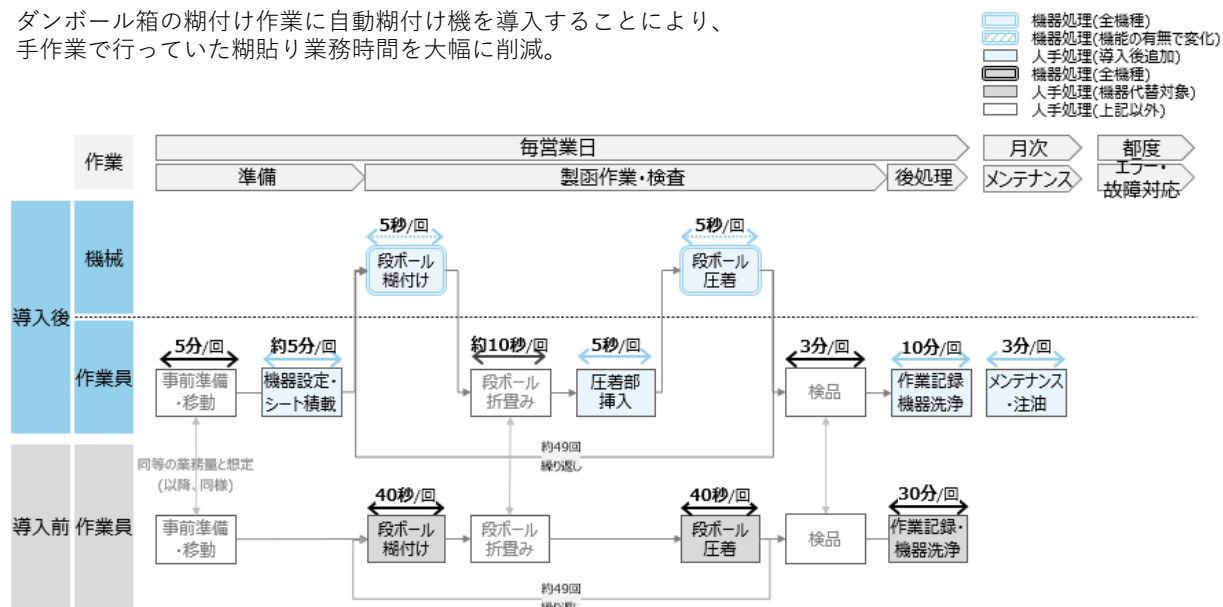 ダンボール箱の糊付け作業に自動糊付け機を導入することにより、
手作業で行っていた糊貼り業務時間を大幅に削減。
機器処理(全機種)
機器処理(機能の有無で変化)
人手処理(導入後追加)
機器処理(全機種)
人手処理(機器代替対象)
人手処理(上記以外)
作業
毎営業日
月次
都度
準備
製函作業・検査
後処理
メンテナンス
エラー・
故障対応
導入後
機械
5秒/回
段ボール
糊付け
5秒/回
段ボール
圧着
作業員
5分/回
事前準備
・移動
約5分/回
機器設定・
シート積載
約10秒/回
段ボール
折畳み
5秒/回
圧着部
挿入
3分/回
検品
10分/回
作業記録
機器洗浄
3分/回
メンテナンス
・注油
約49回
繰り返し
同等の業務量と想定
(以降、同様)
導入前
作業員
事前準備
・移動
40秒/回
段ボール
糊付け
段ボール
折畳み
40秒/回
段ボール
圧着
検品
30分/回
作業記録・
機器洗浄
約49回
繰り返し